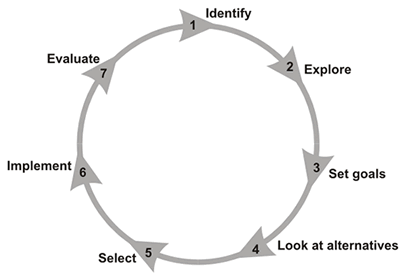 1 Identify
2 Explore
3 Set goals
4 Look at alternatives
5 Select
6 Implement
7 Evaluate